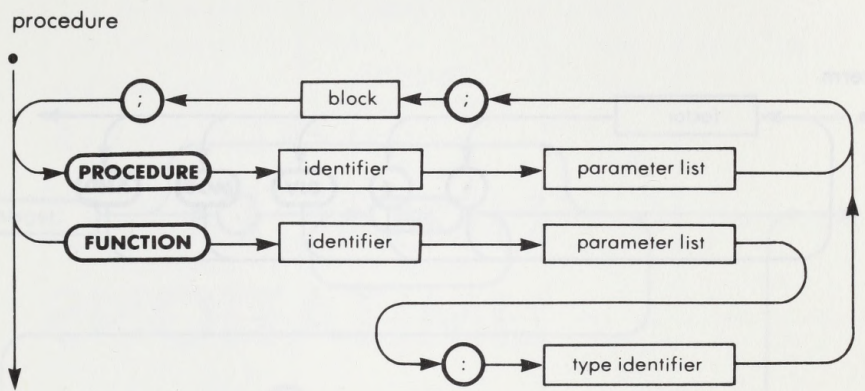 procedure
; block ;
PROCEDURE identifier parameter list
FUNCTION identifier parameter list
: type identifier